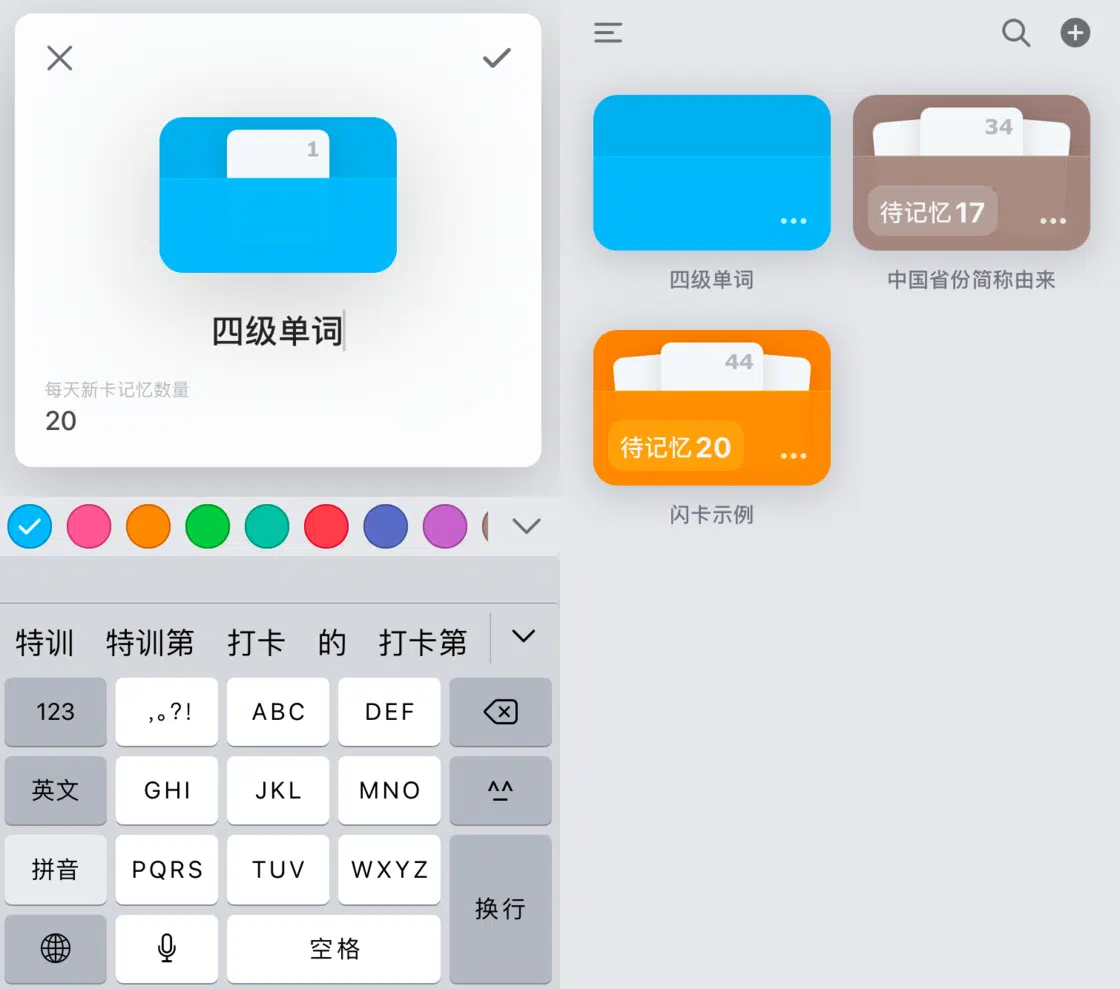 1
四级单词
每天新卡记忆数量
20
特训 特训第 打卡 的 打卡第
123 ,。?! ABC DEF
英文 GHI JKL MNO ^^
拼音 PQRS TUV WXYZ
换行
空格
四级单词
34
待记忆 17
中国省份简称由来
44
待记忆 20
闪卡示例